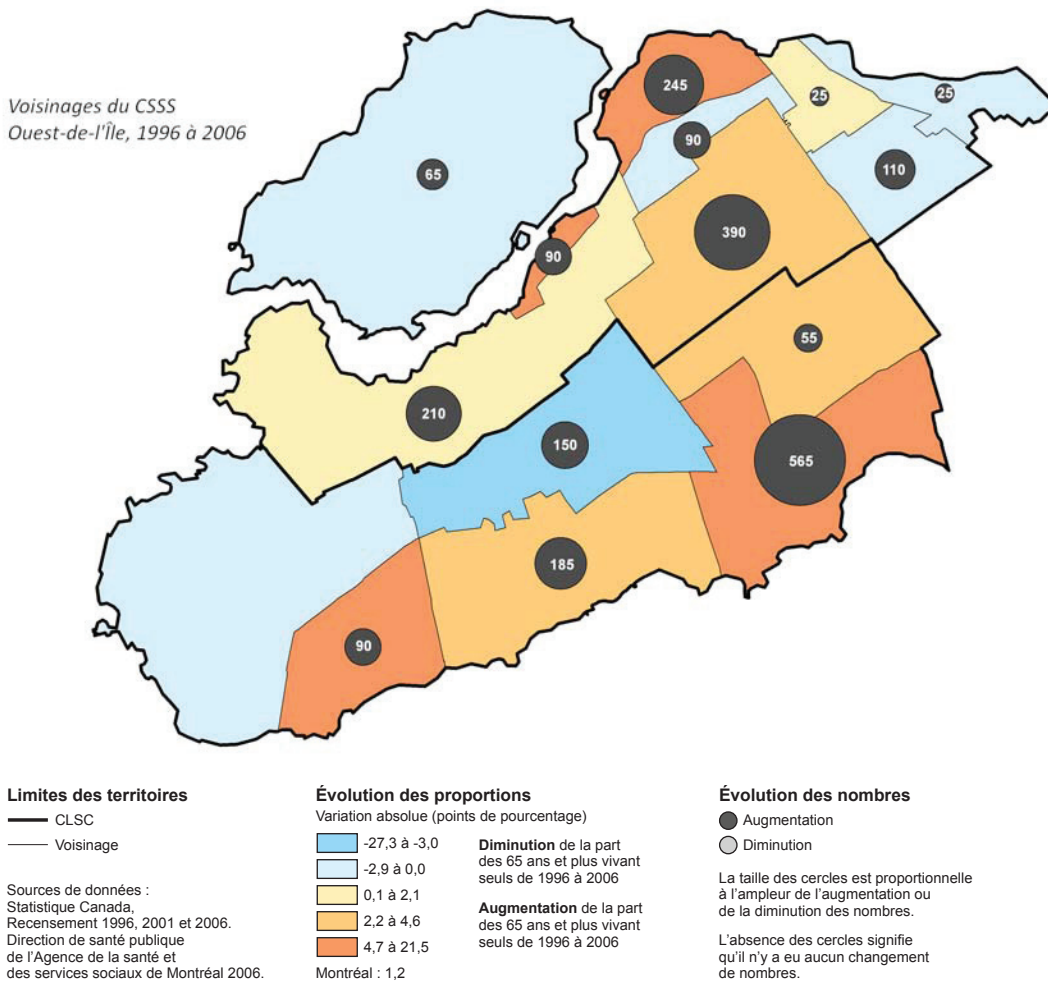 Voisinages du CSSS
Ouest-de-l'Île, 1996 à 2006
245
25
25
90
65
110
390
90
55
210
150
565
185
90
Limites des territoires
CLSC
Voisinage
Sources de données :
Statistique Canada,
Recensement 1996, 2001 et 2006.
Direction de santé publique
de l'Agence de la santé et
des services sociaux de Montréal 2006.
Évolution des proportions
Variation absolue (points de pourcentage)
-27,3 à -3,0
-2,9 à 0,0
0,1 à 2,1
2,2 à 4,6
4,7 à 21,5
Montréal : 1,2
Diminution de la part
des 65 ans et plus vivant
seuls de 1996 à 2006
Augmentation de la part
des 65 ans et plus vivant
seuls de 1996 à 2006
Évolution des nombres
Augmentation
Diminution
La taille des cercles est proportionnelle
à l'ampleur de l'augmentation ou
de la diminution des nombres.
L'absence des cercles signifie
qu'il n'y a eu aucun changement
de nombres.